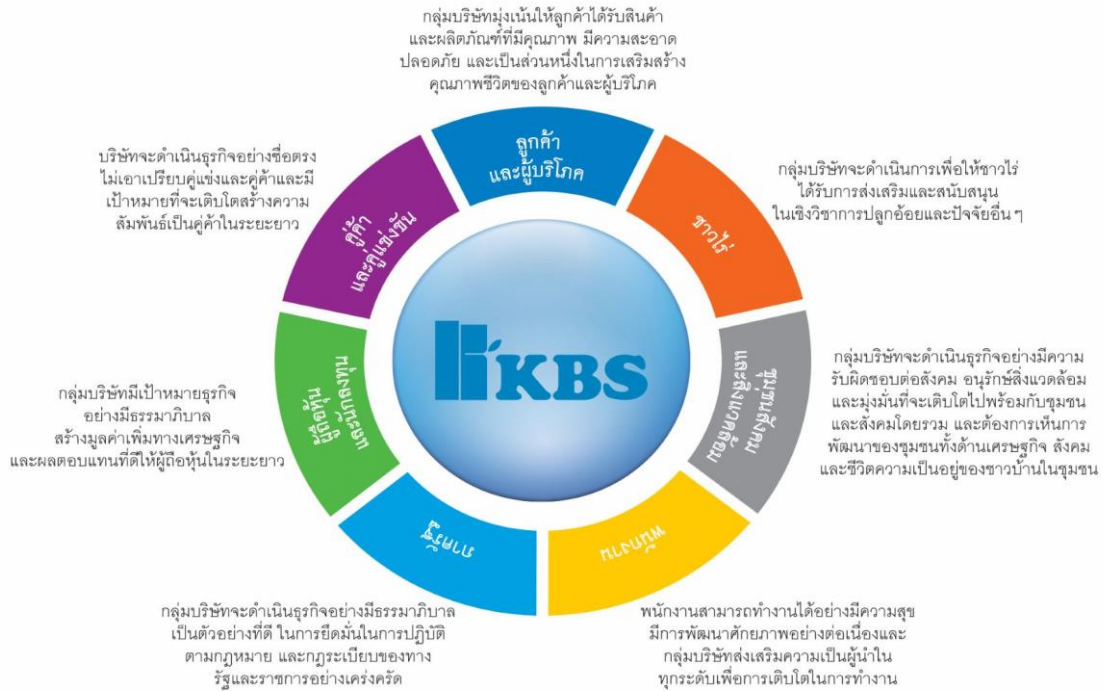 กลุ่มบริษัทมุ่งเน้นให้ลูกค้าได้รับสินค้า
และผลิตภัณฑ์ที่มีคุณภาพ มีความสะอาด
ปลอดภัย และเป็นส่วนหนึ่งในการเสริมสร้าง
คุณภาพชีวิตของลูกค้าและผู้บริโภค
ลูกค้า
และผู้บริโภค
กลุ่มบริษัทจะดำเนินการเพื่อให้ชาวไร่
ได้รับการส่งเสริมและสนับสนุน
ในเชิงวิชาการปลูกอ้อยและปัจจัยอื่นๆ
ชาวไร่
กลุ่มบริษัทจะดำเนินธุรกิจอย่างมีความ
รับผิดชอบต่อสังคม อนุรักษ์สิ่งแวดล้อม
และมุ่งมั่นที่จะเติบโตไปพร้อมกับชุมชน
และสังคมโดยรวม และต้องการเห็นการ
พัฒนาของชุมชนทั้งด้านเศรษฐกิจ สังคม
และชีวิตความเป็นอยู่ของชาวบ้านในชุมชน
ชุมชนสังคม
และสิ่งแวดล้อม
พนักงานสามารถทำงานได้อย่างมีความสุข
มีการพัฒนาศักยภาพอย่างต่อเนื่องและ
กลุ่มบริษัทส่งเสริมความเป็นผู้นำใน
ทุกระดับเพื่อการเติบโตในการทำงาน
พนักงาน
กลุ่มบริษัทจะดำเนินธุรกิจอย่างมีธรรมาภิบาล
เป็นตัวอย่างที่ดี ในการยึดมั่นในการปฏิบัติ
ตามกฎหมาย และกฎระเบียบของทาง
รัฐและราชการอย่างเคร่งครัด
ภาครัฐ
กลุ่มบริษัทมีเป้าหมายธุรกิจ
อย่างมีธรรมาภิบาล
สร้างมูลค่าเพิ่มทางเศรษฐกิจ
และผลตอบแทนที่ดีให้ผู้ถือหุ้นในระยะยาว
ผู้ถือหุ้น
และนักลงทุน
บริษัทจะดำเนินธุรกิจอย่างซื่อตรง
ไม่เอาเปรียบคู่แข่งและคู่ค้าและมี
เป้าหมายที่จะเติบโตสร้างความ
สัมพันธ์เป็นคู่ค้าในระยะยาว
คู่ค้า
และคู่แข่งขัน
KBS